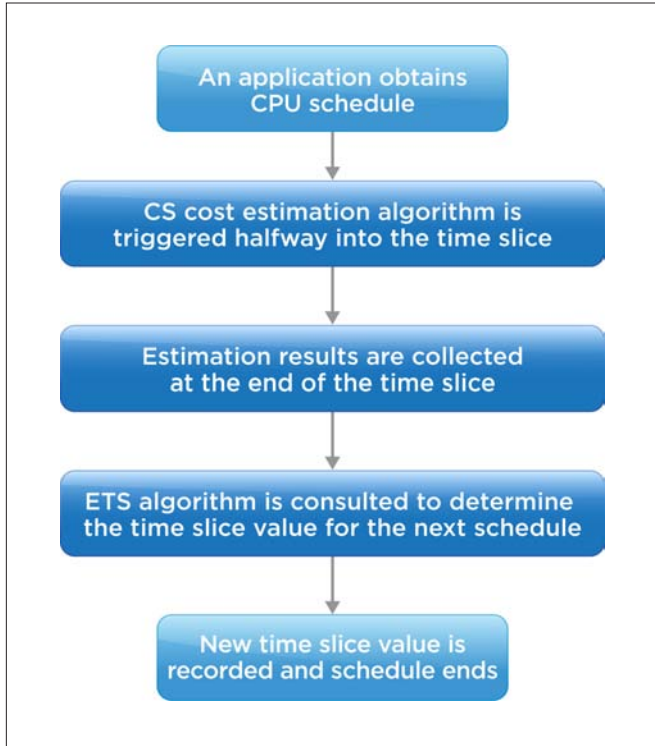 An application obtains
CPU schedule
CS cost estimation algorithm is
triggered halfway into the time slice
Estimation results are collected
at the end of the time slice
ETS algorithm is consulted to determine
the time slice value for the next schedule
New time slice value is
recorded and schedule ends